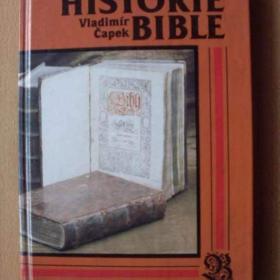 HISTORIE
Vladimír
Čapek
BIBLE